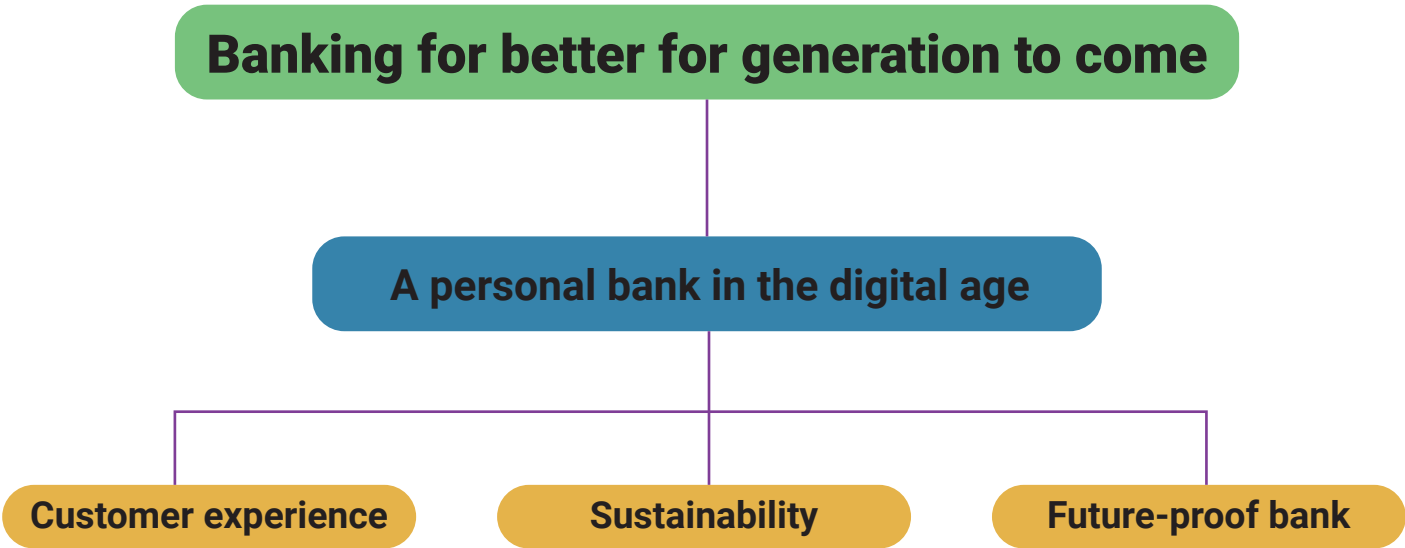 Banking for better for generation to come
A personal bank in the digital age
Customer experience
Sustainability
Future-proof bank